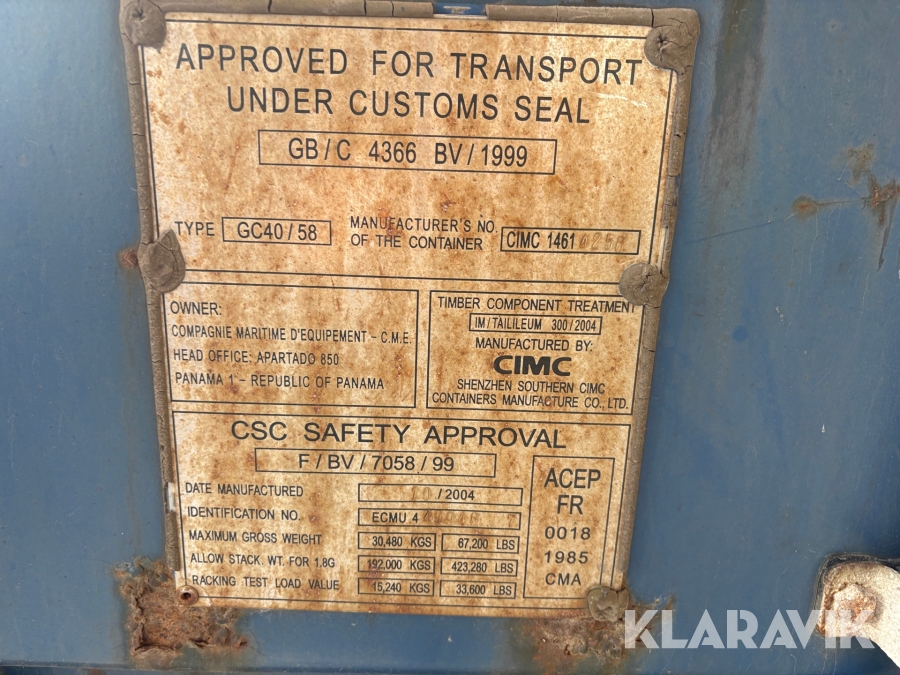 APPROVED FOR TRANSPORT
UNDER CUSTOMS SEAL
GB/C 4366 BV/1999
TYPE GC40/58 MANUFACTURER'S NO. OF THE CONTAINER CIMC 1461
OWNER:
COMPAGNIE MARITIME D'EQUIPEMENT - C.M.E.
HEAD OFFICE: APARTADO 850
PANAMA 1 - REPUBLIC OF PANAMA
TIMBER COMPONENT TREATMENT
IM/TAILILEUM 300/2004
MANUFACTURED BY:
CIMC
SHENZHEN SOUTHERN CIMC
CONTAINERS MANUFACTURE CO., LTD.
CSC SAFETY APPROVAL
F/BV/7058/99
DATE MANUFACTURED /2004
IDENTIFICATION NO. ECMU 4
MAXIMUM GROSS WEIGHT 30,480 KGS 67,200 LBS
ALLOW STACK. WT. FOR 1.8G 192,000 KGS 423,280 LBS
RACKING TEST LOAD VALUE 15,240 KGS 33,600 LBS
ACEP
FR
0018
1985
CMA
KLARAVIK